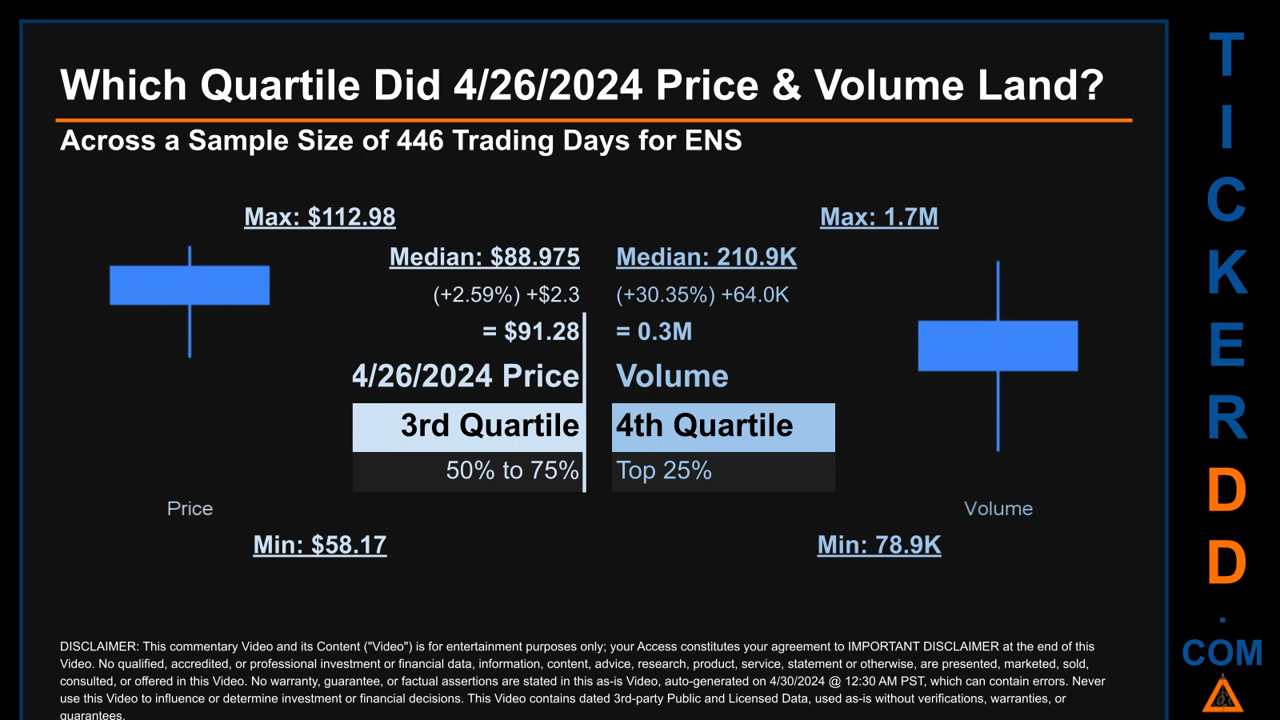 Which Quartile Did 4/26/2024 Price & Volume Land?
Across a Sample Size of 446 Trading Days for ENS
Max: $112.98
Max: 1.7M
Median: $88.975
Median: 210.9K
(+2.59%) +$2.3
(+30.35%) +64.0K
= $91.28
= 0.3M
4/26/2024 Price
Volume
3rd Quartile
4th Quartile
50% to 75%
Top 25%
Price
Volume
Min: $58.17
Min: 78.9K
DISCLAIMER: This commentary Video and its Content ("Video") is for entertainment purposes only; your Access constitutes your agreement to IMPORTANT DISCLAIMER at the end of this
Video. No qualified, accredited, or professional investment or financial data, information, content, advice, research, product, service, statement or otherwise, are presented, marketed, sold,
consulted, or offered in this Video. No warranty, guarantee, or factual assertions are stated in this as-is Video, auto-generated on 4/30/2024 @ 12:30 AM PST, which can contain errors. Never
use this Video to influence or determine investment or financial decisions. This Video contains dated 3rd-party Public and Licensed Data, used as-is without verifications, warranties, or
guarantees.
T
I
C
K
E
R
D
D
.
COM